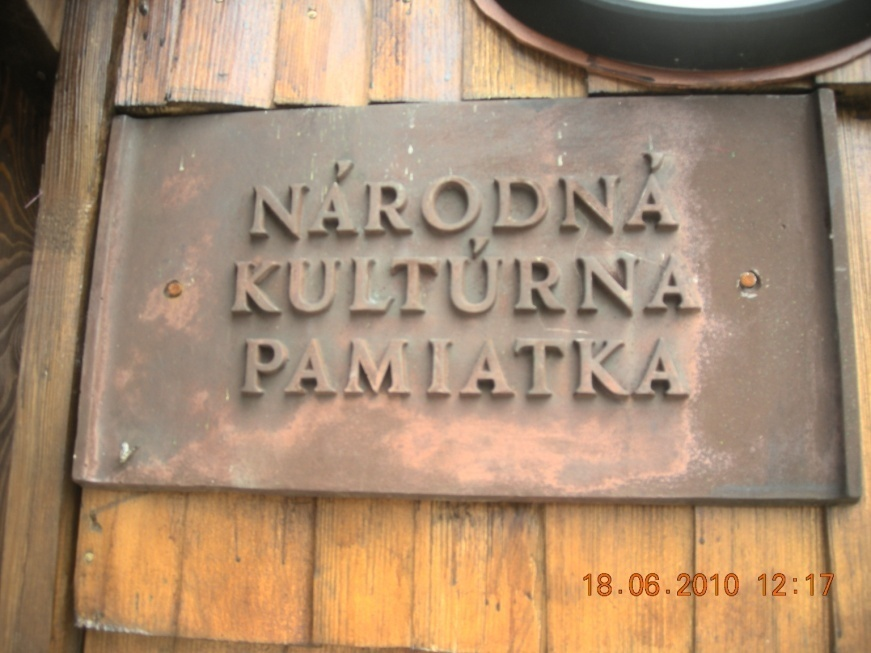 NÁRODNÁ
KULTÚRNA
PAMIATKA
18.06.2010 12:17